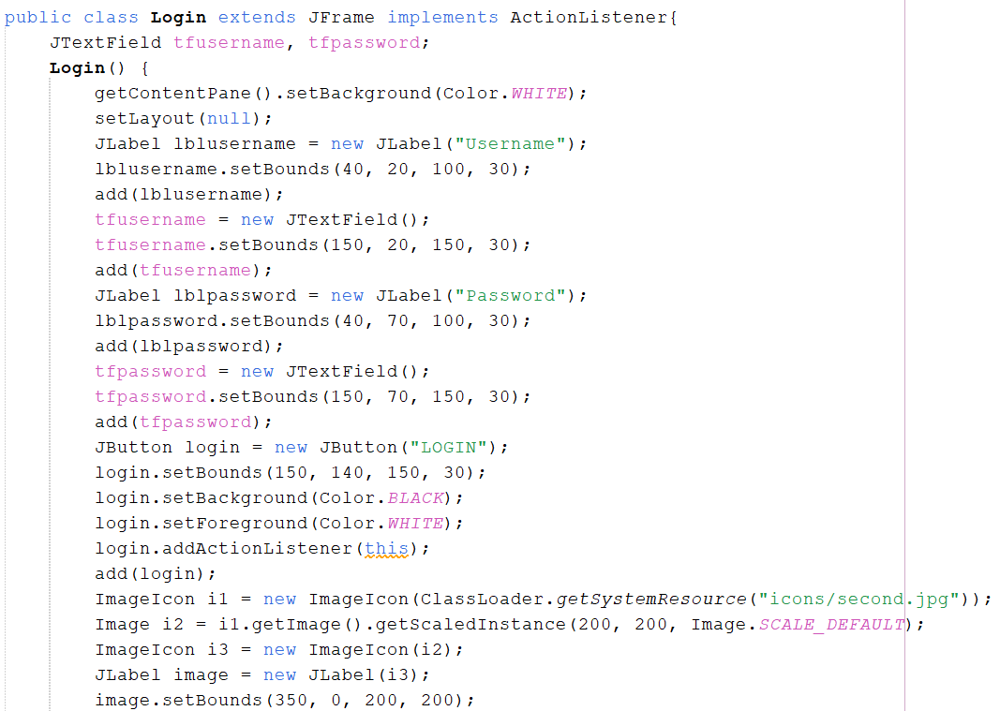 public class Login extends JFrame implements ActionListener{
    JTextField tfusername, tfpassword;
    Login() {
        getContentPane().setBackground(Color.WHITE);
        setLayout(null);
        JLabel lblusername = new JLabel("Username");
        lblusername.setBounds(40, 20, 100, 30);
        add(lblusername);
        tfusername = new JTextField();
        tfusername.setBounds(150, 20, 150, 30);
        add(tfusername);
        JLabel lblpassword = new JLabel("Password");
        lblpassword.setBounds(40, 70, 100, 30);
        add(lblpassword);
        tfpassword = new JTextField();
        tfpassword.setBounds(150, 70, 150, 30);
        add(tfpassword);
        JButton login = new JButton("LOGIN");
        login.setBounds(150, 140, 150, 30);
        login.setBackground(Color.BLACK);
        login.setForeground(Color.WHITE);
        login.addActionListener(this);
        add(login);
        ImageIcon i1 = new ImageIcon(ClassLoader.getSystemResource("icons/second.jpg"));
        Image i2 = i1.getImage().getScaledInstance(200, 200, Image.SCALE_DEFAULT);
        ImageIcon i3 = new ImageIcon(i2);
        JLabel image = new JLabel(i3);
        image.setBounds(350, 0, 200, 200);